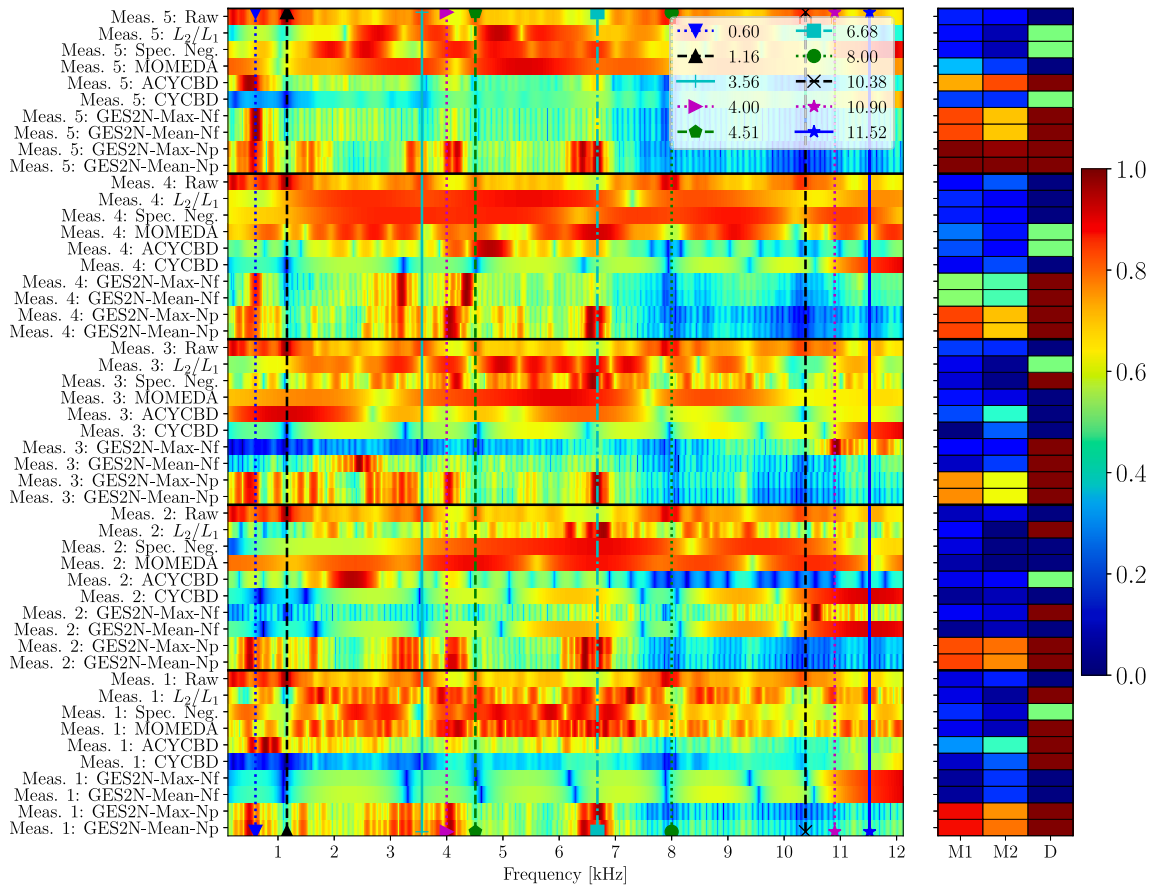 Meas. 5: Raw
Meas. 5: L₂/L₁
Meas. 5: Spec. Neg.
Meas. 5: MOMEDA
Meas. 5: ACYCBD
Meas. 5: CYCBD
Meas. 5: GES2N-Max-Nf
Meas. 5: GES2N-Mean-Nf
Meas. 5: GES2N-Max-Np
Meas. 5: GES2N-Mean-Np
Meas. 4: Raw
Meas. 4: L₂/L₁
Meas. 4: Spec. Neg.
Meas. 4: MOMEDA
Meas. 4: ACYCBD
Meas. 4: CYCBD
Meas. 4: GES2N-Max-Nf
Meas. 4: GES2N-Mean-Nf
Meas. 4: GES2N-Max-Np
Meas. 4: GES2N-Mean-Np
Meas. 3: Raw
Meas. 3: L₂/L₁
Meas. 3: Spec. Neg.
Meas. 3: MOMEDA
Meas. 3: ACYCBD
Meas. 3: CYCBD
Meas. 3: GES2N-Max-Nf
Meas. 3: GES2N-Mean-Nf
Meas. 3: GES2N-Max-Np
Meas. 3: GES2N-Mean-Np
Meas. 2: Raw
Meas. 2: L₂/L₁
Meas. 2: Spec. Neg.
Meas. 2: MOMEDA
Meas. 2: ACYCBD
Meas. 2: CYCBD
Meas. 2: GES2N-Max-Nf
Meas. 2: GES2N-Mean-Nf
Meas. 2: GES2N-Max-Np
Meas. 2: GES2N-Mean-Np
Meas. 1: Raw
Meas. 1: L₂/L₁
Meas. 1: Spec. Neg.
Meas. 1: MOMEDA
Meas. 1: ACYCBD
Meas. 1: CYCBD
Meas. 1: GES2N-Max-Nf
Meas. 1: GES2N-Mean-Nf
Meas. 1: GES2N-Max-Np
Meas. 1: GES2N-Mean-Np
1 2 3 4 5 6 7 8 9 10 11 12
Frequency [kHz]
0.60
1.16
3.56
4.00
4.51
6.68
8.00
10.38
10.90
11.52
M1 M2 D
1.0
0.8
0.6
0.4
0.2
0.0